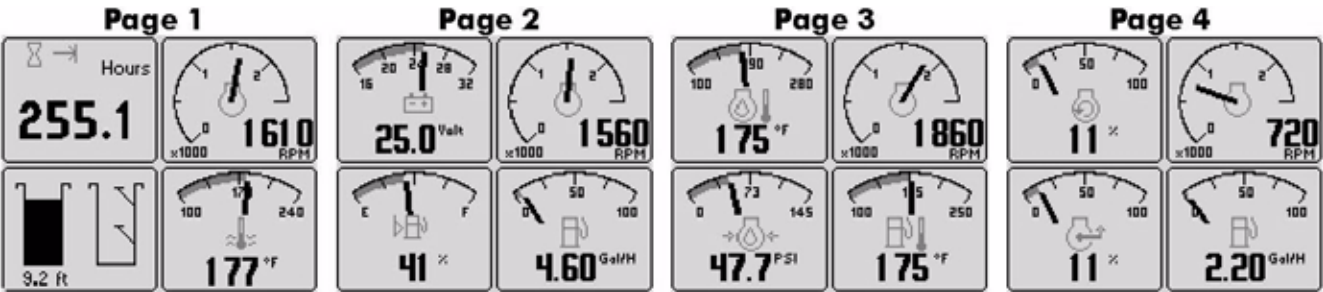 Page 1
Hours
255.1
1
2
0
1610
x1000
RPM
9.2 ft
100
240
177 °F
Page 2
16
20
28
32
25.0 Volt
1
2
0
1560
x1000
RPM
E
F
41 %
0
50
100
4.60 Gal/H
Page 3
100
280
175 °F
1
2
0
1860
x1000
RPM
0
73
145
47.7 PSI
100
250
175 °F
Page 4
0
50
100
11 %
1
2
0
720
x1000
RPM
0
50
100
11 %
0
50
100
2.20 Gal/H